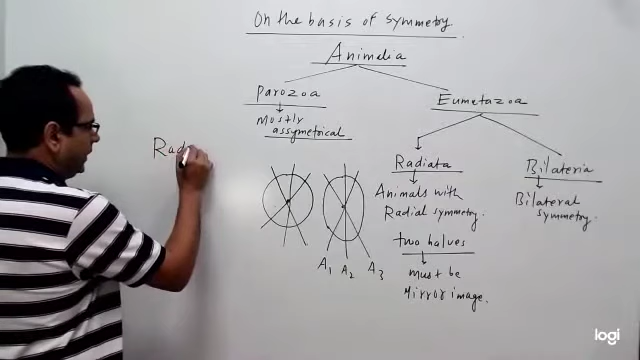 On the basis of symmetry.
Animalia
Parozoa
Eumetazoa
mostly
assymetrical
Rad
Radiata
Bilateria
Animals with
Radial symmetry.
Bilateral
symmetry.
two halves
must be
Mirror image.
A1 A2 A3
logi